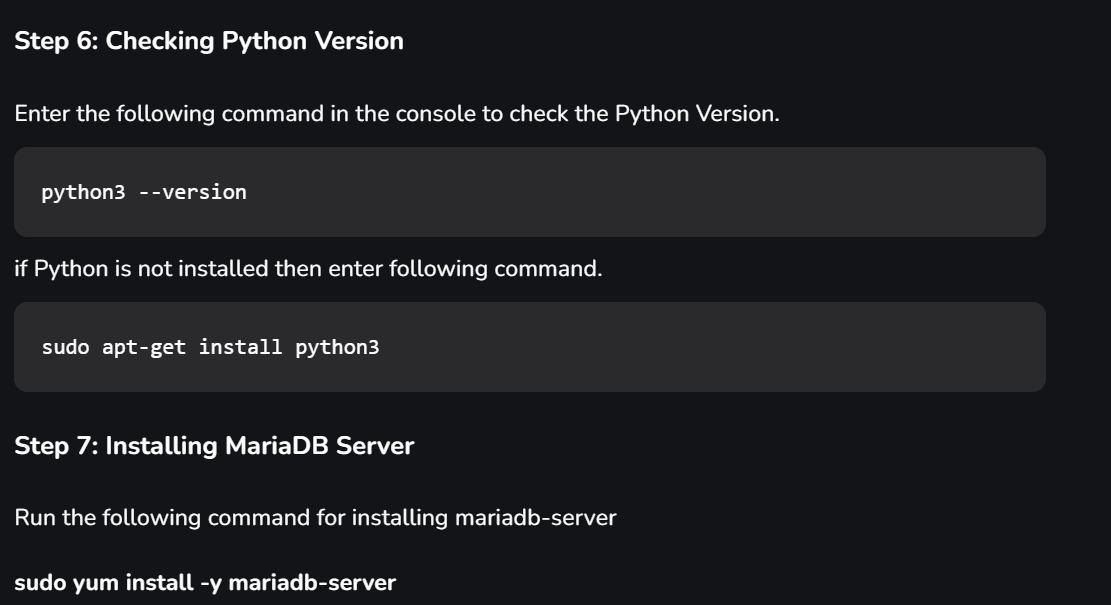 Step 6: Checking Python Version
Enter the following command in the console to check the Python Version.
python3 --version
if Python is not installed then enter following command.
sudo apt-get install python3
Step 7: Installing MariaDB Server
Run the following command for installing mariadb-server
sudo yum install -y mariadb-server